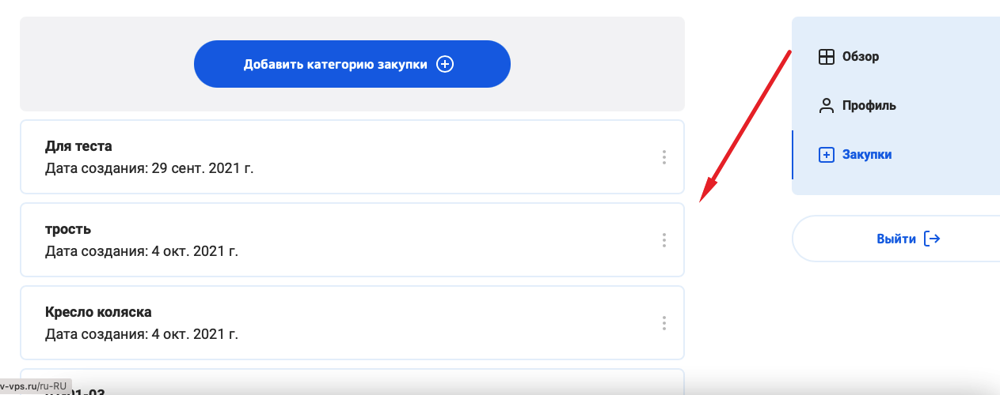 Добавить категорию закупки
Для теста
Дата создания: 29 сент. 2021 г.
трость
Дата создания: 4 окт. 2021 г.
Кресло коляска
Дата создания: 4 окт. 2021 г.
Обзор
Профиль
Закупки
Выйти
v-vps.ru/ru-RU